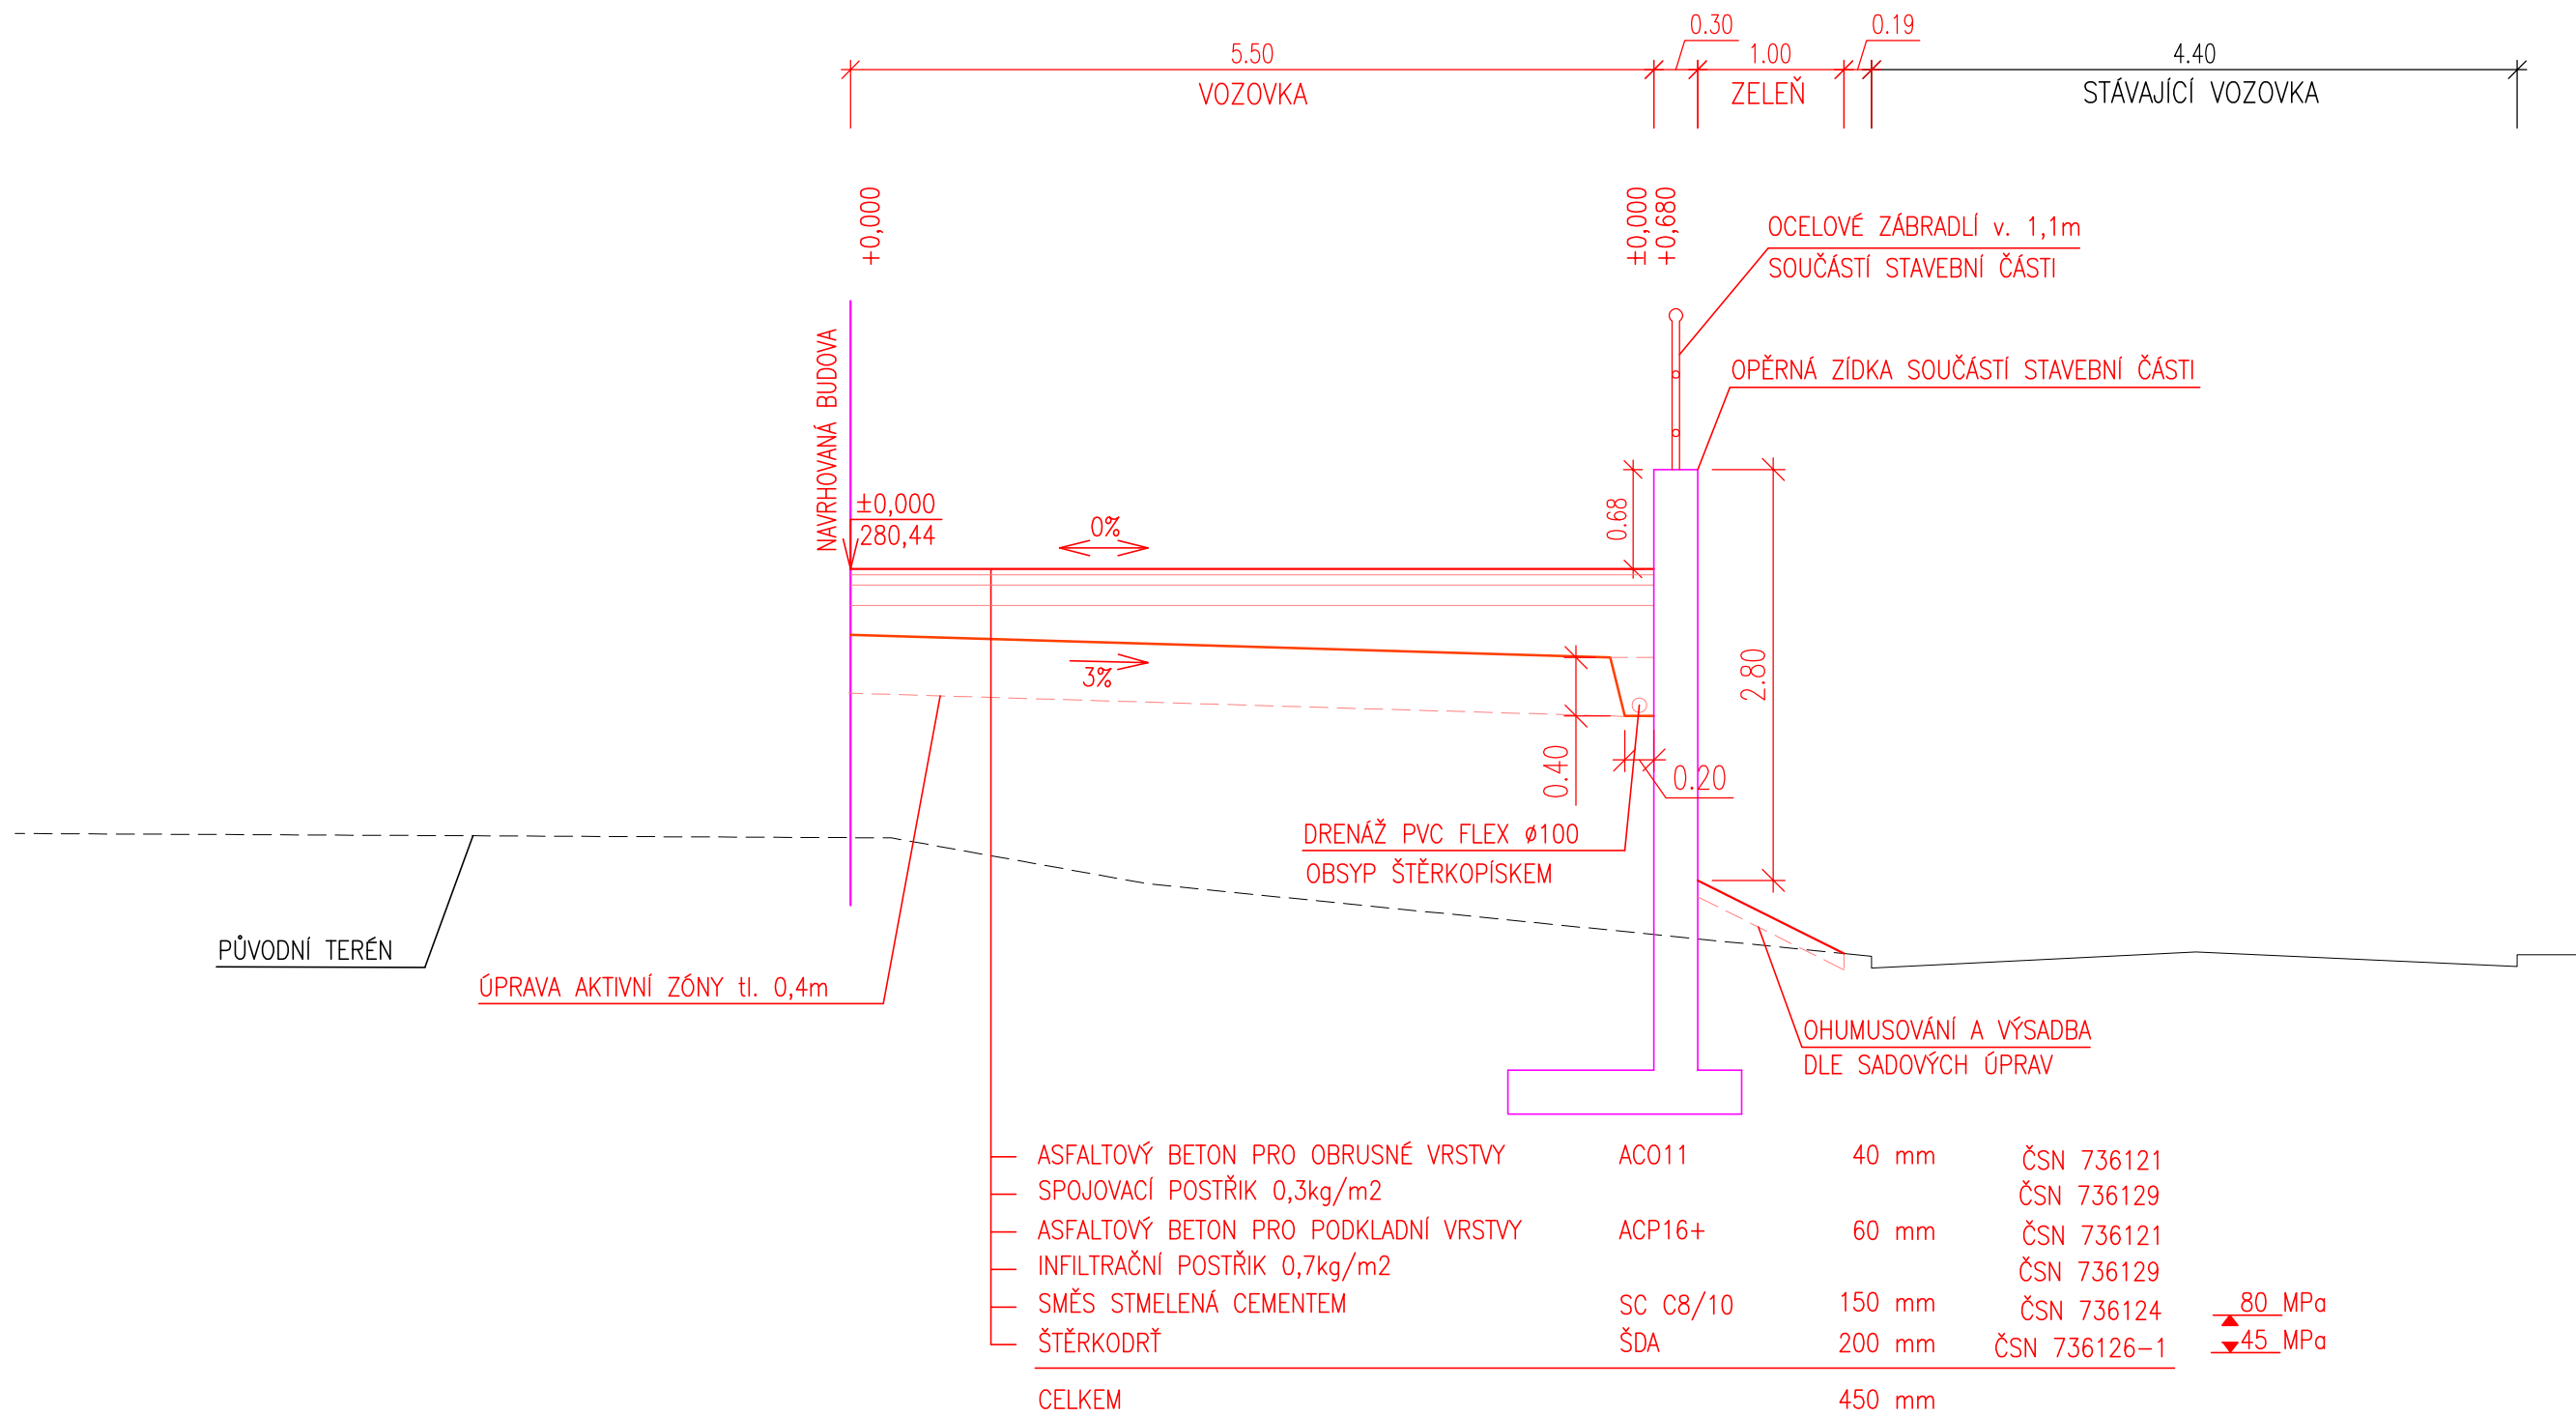 0.30
0.19
5.50
1.00
4.40
VOZOVKA
ZELEŇ
STÁVAJÍCÍ VOZOVKA
+0,000
±0,000
+0,680
OCELOVÉ ZÁBRADLÍ v. 1,1m
SOUČÁSTÍ STAVEBNÍ ČÁSTI
NAVRHOVANÁ BUDOVA
OPĚRNÁ ZÍDKA SOUČÁSTÍ STAVEBNÍ ČÁSTI
±0,000
280,44
0%
0.68
3%
2.80
0.40
0.20
DRENÁŽ PVC FLEX ø100
OBSYP ŠTĚRKOPÍSKEM
PŮVODNÍ TERÉN
ÚPRAVA AKTIVNÍ ZÓNY tl. 0,4m
OHUMUSOVÁNÍ A VÝSADBA
DLE SADOVÝCH ÚPRAV
ASFALTOVÝ BETON PRO OBRUSNÉ VRSTVY ACO11 40 mm ČSN 736121
SPOJOVACÍ POSTŘIK 0,3kg/m2 ČSN 736129
ASFALTOVÝ BETON PRO PODKLADNÍ VRSTVY ACP16+ 60 mm ČSN 736121
INFILTRAČNÍ POSTŘIK 0,7kg/m2 ČSN 736129
SMĚS STMELENÁ CEMENTEM SC C8/10 150 mm ČSN 736124 80 MPa
ŠTĚRKODRŤ ŠDA 200 mm ČSN 736126-1 45 MPa
CELKEM 450 mm